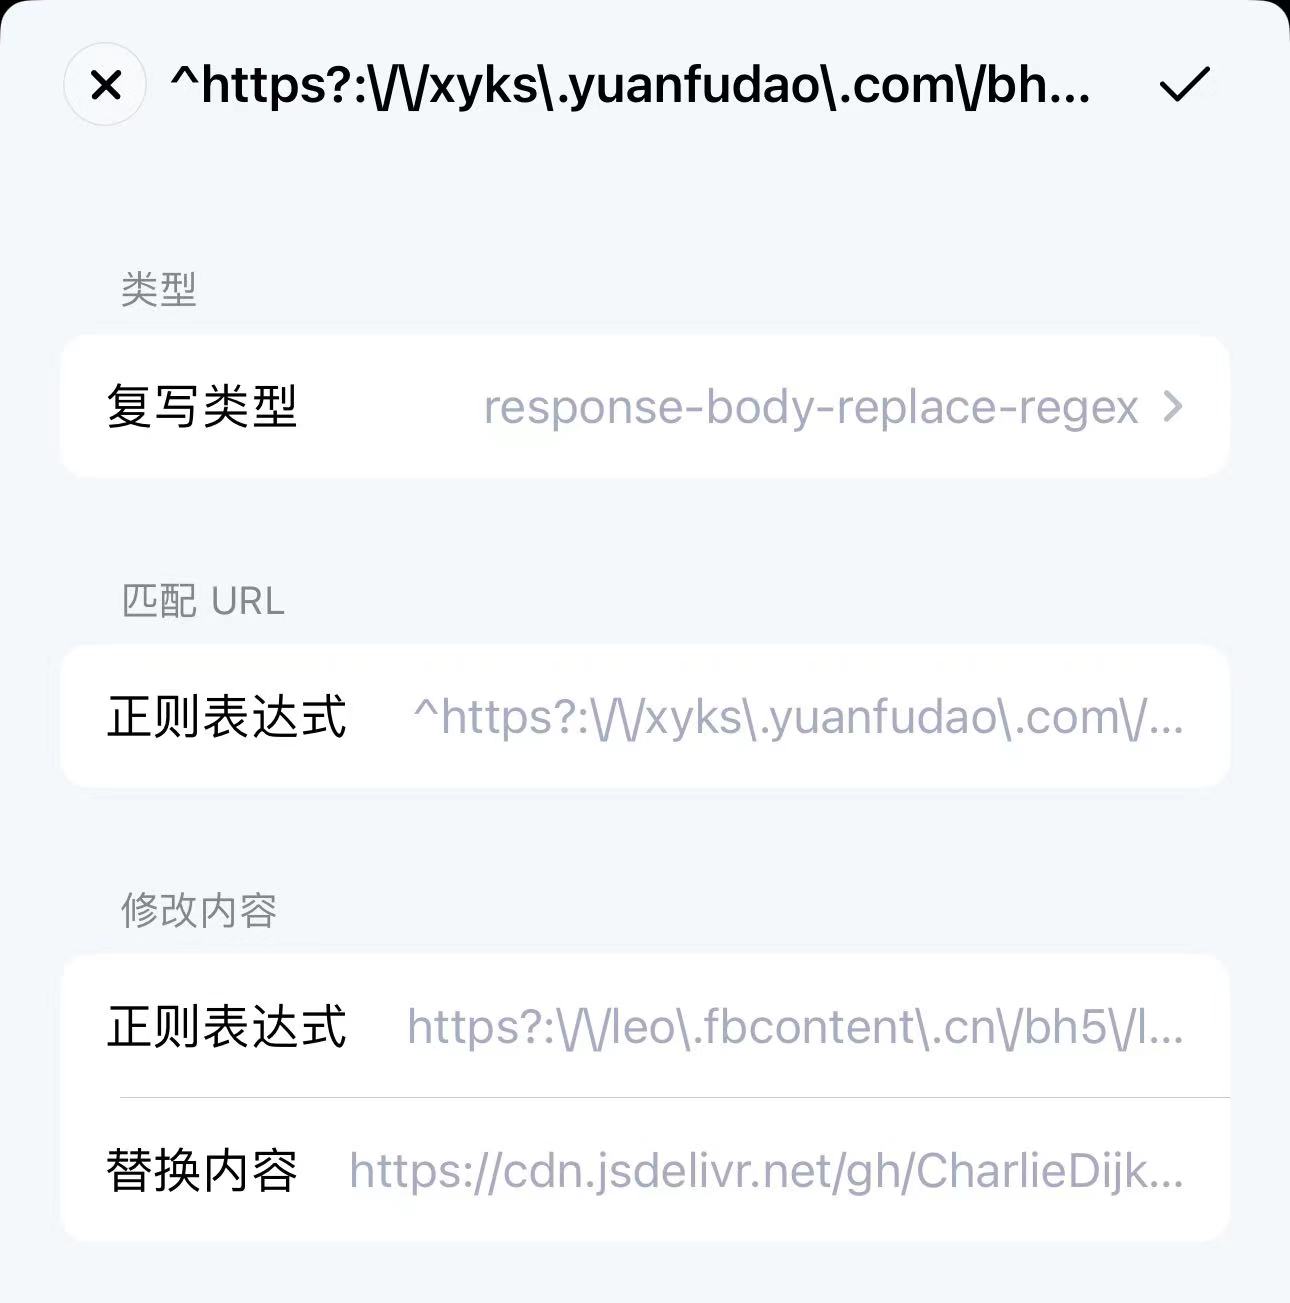 ^https?:\/\/xyks\.yuanfudao\.com\/bh...
类型
复写类型 response-body-replace-regex
匹配 URL
正则表达式 ^https?:\/\/xyks\.yuanfudao\.com\/...
修改内容
正则表达式 https?:\/\/leo\.fbcontent\.cn\/bh5\/l...
替换内容 https://cdn.jsdelivr.net/gh/CharlieDijk...